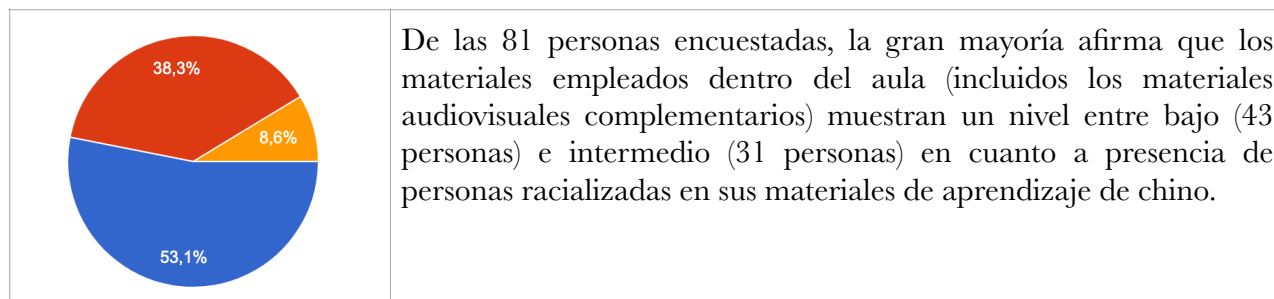 38,3%
8,6%
53,1%
De las 81 personas encuestadas, la gran mayoría afirma que los
materiales empleados dentro del aula (incluidos los materiales
audiovisuales complementarios) muestran un nivel entre bajo (43
personas) e intermedio (31 personas) en cuanto a presencia de
personas racializadas en sus materiales de aprendizaje de chino.